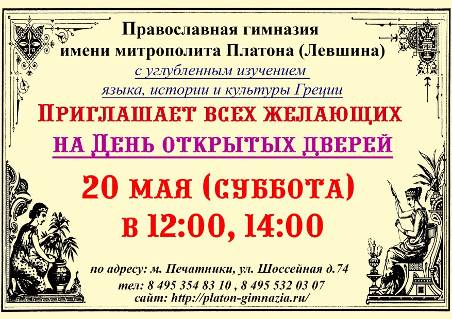 Православная гимназия
имени митрополита Платона (Левшина)
с углубленным изучением
языка, истории и культуры Греции
Приглашает всех желающих
на День открытых дверей
20 мая (суббота)
в 12:00, 14:00
по адресу: м. Печатники, ул. Шоссейная д.74
тел: 8 495 354 83 10 , 8 495 532 03 07
сайт: http://platon-gimnazia.ru/